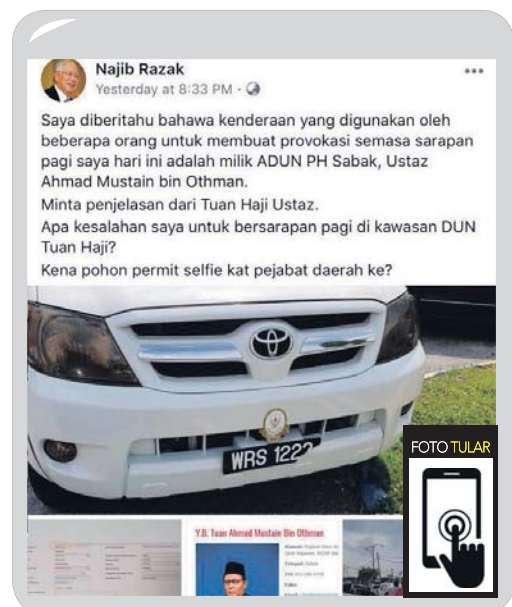 Najib Razak
Yesterday at 8:33 PM ·
Saya diberitahu bahawa kenderaan yang digunakan oleh
beberapa orang untuk membuat provokasi semasa sarapan
pagi saya hari ini adalah milik ADUN PH Sabak, Ustaz
Ahmad Mustain bin Othman.
Minta penjelasan dari Tuan Haji Ustaz.
Apa kesalahan saya untuk bersarapan pagi di kawasan DUN
Tuan Haji?
Kena pohon permit selfie kat pejabat daerah ke?
WRS 1222
FOTO TULAR
Y.B. Tuan Ahmad Mustain Bin Othman